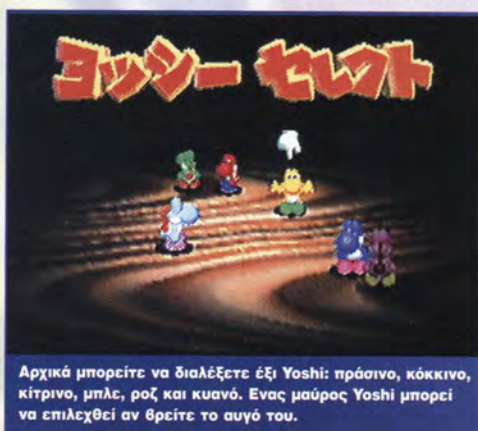 ヨッシー セレクト
Αρχικά μπορείτε να διαλέξετε έξι Yoshi: πράσινο, κόκκινο,
κίτρινο, μπλε, ροζ και κυανό. Ενας μαύρος Yoshi μπορεί
να επιλεχθεί αν βρείτε το αυγό του.